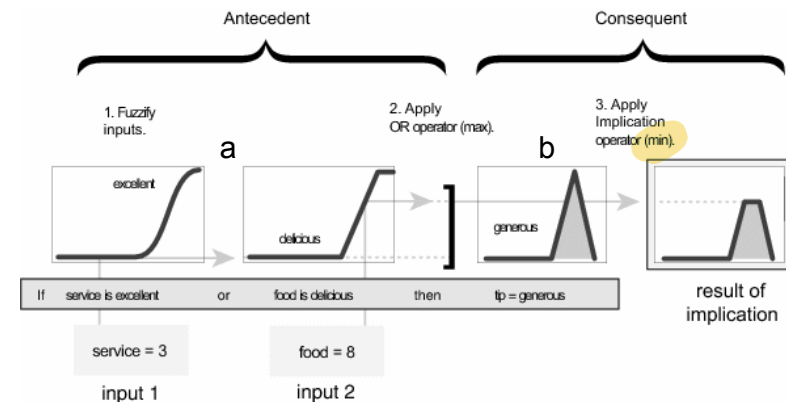 Antecedent
Consequent
1. Fuzzify
inputs.
2. Apply
OR operator (max).
3. Apply
Implication
operator (min).
a
b
excellent
delicious
generous
If service is excellent or food is delicious then tip = generous
result of
implication
service = 3
food = 8
input 1
input 2